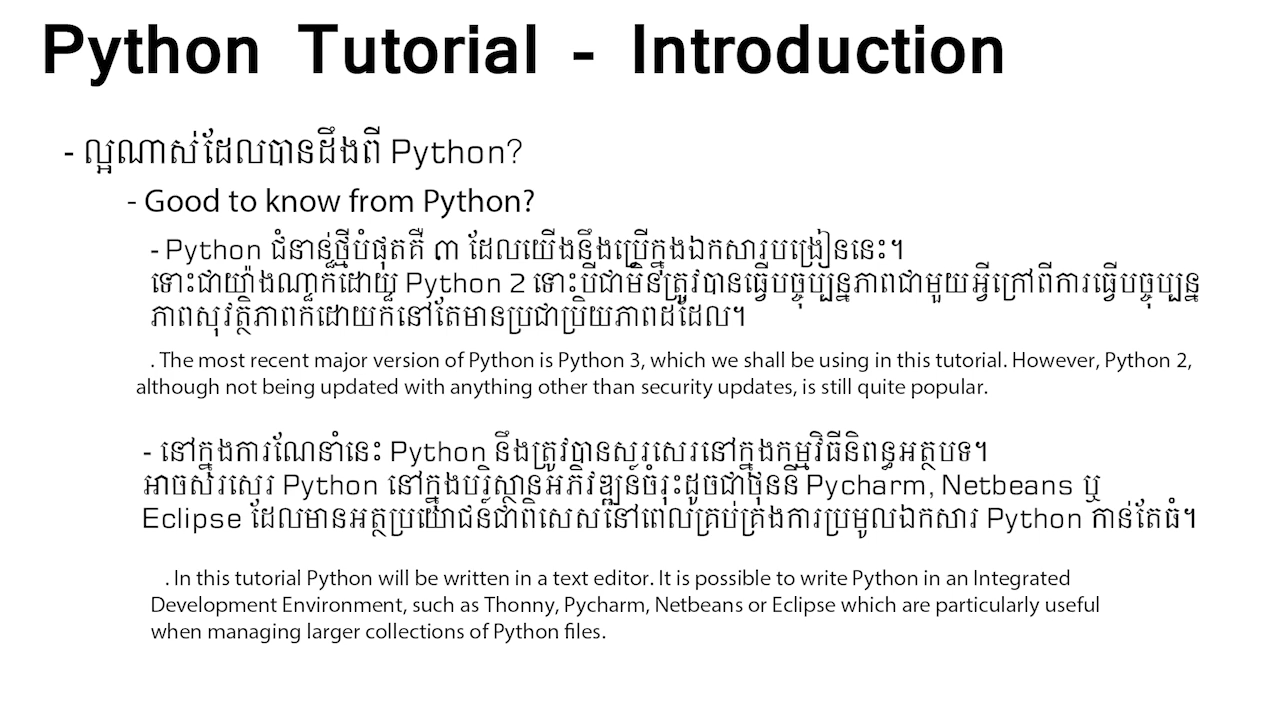 Python Tutorial - Introduction
- ល្អណាស់ដែលបានដឹងពី Python?
- Good to know from Python?
- Python ជំនាន់ថ្មីបំផុតគឺ ៣ ដែលយើងនឹងប្រើក្នុងឯកសារបង្រៀននេះ។
ទោះជាយ៉ាងណាក៏ដោយ Python 2 ទោះបីជាមិនត្រូវបានធ្វើបច្ចុប្បន្នភាពជាមួយអ្វីក្រៅពីការធ្វើបច្ចុប្បន្ន
ភាពសុវត្ថិភាពក៏ដោយក៏នៅតែមានប្រជាប្រិយភាពដដែល។
. The most recent major version of Python is Python 3, which we shall be using in this tutorial. However, Python 2,
although not being updated with anything other than security updates, is still quite popular.
- នៅក្នុងការណែនាំនេះ Python នឹងត្រូវបានសរសេរនៅក្នុងកម្មវិធីនិពន្ធអត្ថបទ។
អាចសរសេរ Python នៅក្នុងបរិស្ថានអភិវឌ្ឍន៍ចំរុះដូចជាថុននី Pycharm, Netbeans ឬ
Eclipse ដែលមានអត្ថប្រយោជន៍ជាពិសេសនៅពេលគ្រប់គ្រងការប្រមូលឯកសារ Python កាន់តែធំ។
. In this tutorial Python will be written in a text editor. It is possible to write Python in an Integrated
Development Environment, such as Thonny, Pycharm, Netbeans or Eclipse which are particularly useful
when managing larger collections of Python files.